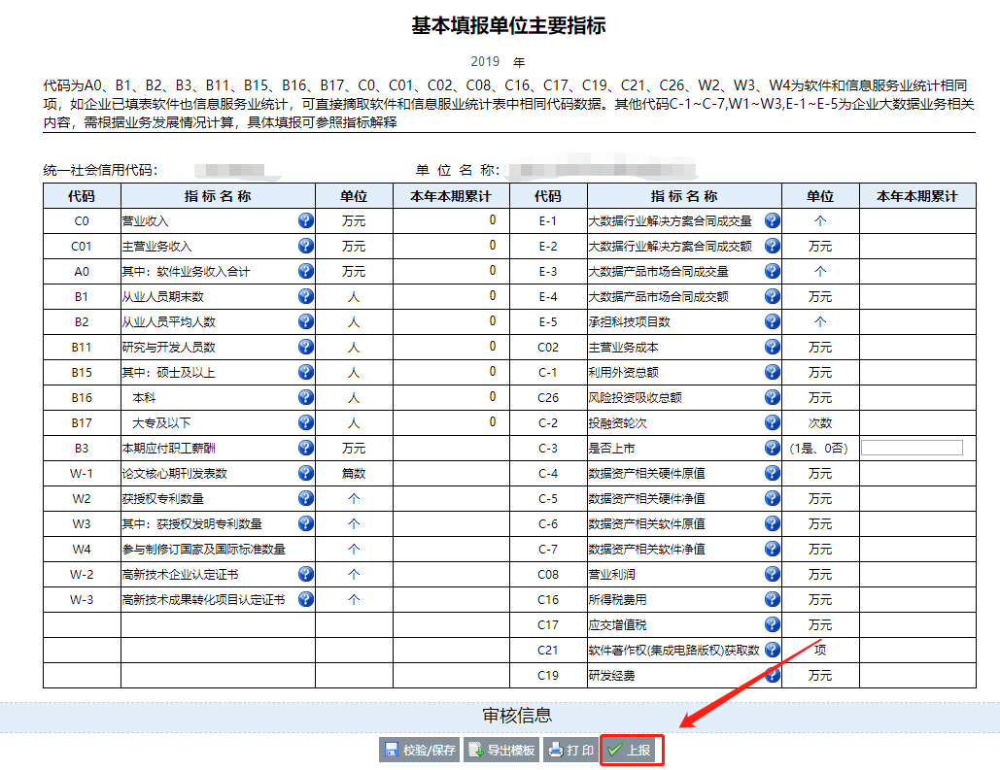 基本填报单位主要指标
2019 年
代码为A0、B1、B2、B3、B11、B15、B16、B17、C0、C01、C02、C08、C16、C17、C19、C21、C26、W2、W3、W4为软件和信息服务业统计相同
项，如企业已填表软件也信息服务业统计，可直接摘取软件和信息服业统计表中相同代码数据。其他代码C-1~C-7,W1~W3,E-1~E-5为企业大数据业务相关
内容，需根据业务发展情况计算，具体填报可参照指标解释
统一社会信用代码： 单 位 名 称：
代码 指 标 名 称 单位 本年本期累计 代码 指 标 名 称 单位 本年本期累计
C0 营业收入 万元 0 E-1 大数据行业解决方案合同成交量 个
C01 主营业务收入 万元 0 E-2 大数据行业解决方案合同成交额 万元
A0 其中：软件业务收入合计 万元 0 E-3 大数据产品市场合同成交量 个
B1 从业人员期末数 人 0 E-4 大数据产品市场合同成交额 万元
B2 从业人员平均人数 人 0 E-5 承担科技项目数 个
B11 研究与开发人员数 人 0 C02 主营业务成本 万元
B15 其中：硕士及以上 人 0 C-1 利用外资总额 万元
B16 本科 人 0 C26 风险投资吸收总额 万元
B17 大专及以下 人 0 C-2 投融资轮次 次数
B3 本期应付职工薪酬 万元 C-3 是否上市 (1是、0否)
W-1 论文核心期刊发表数 篇数 C-4 数据资产相关硬件原值 万元
W2 获授权专利数量 个 C-5 数据资产相关硬件净值 万元
W3 其中：获授权发明专利数量 个 C-6 数据资产相关软件原值 万元
W4 参与制修订国家及国际标准数量 个 C-7 数据资产相关软件净值 万元
W-2 高新技术企业认定证书 个 C08 营业利润 万元
W-3 高新技术成果转化项目认定证书 个 C16 所得税费用 万元
C17 应交增值税 万元
C21 软件著作权(集成电路版权)获取数 项
C19 研发经费 万元
审核信息
校验/保存 导出模板 打 印 上报